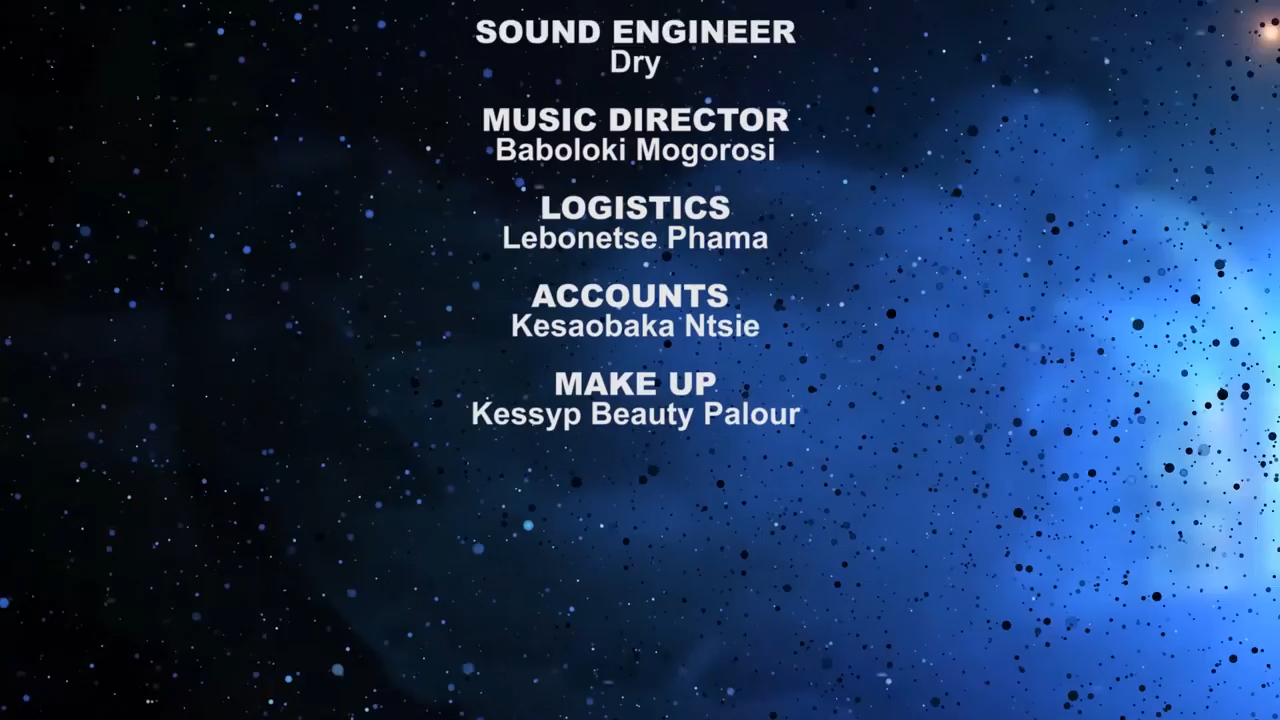 SOUND ENGINEER
Dry
MUSIC DIRECTOR
Baboloki Mogorosi
LOGISTICS
Lebonetse Phama
ACCOUNTS
Kesaobaka Ntsie
MAKE UP
Kessyp Beauty Palour